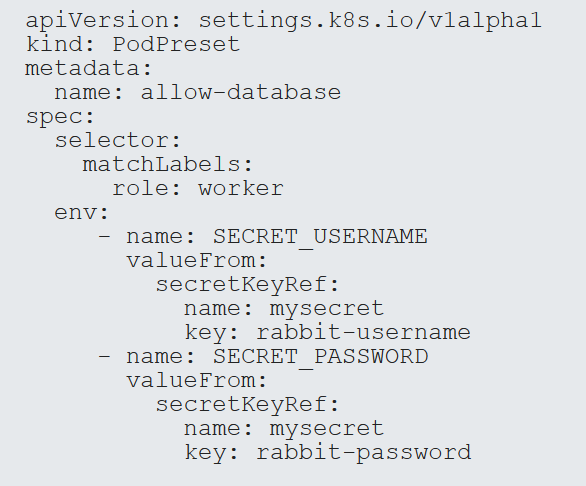 apiVersion: settings.k8s.io/v1alpha1
kind: PodPreset
metadata:
  name: allow-database
spec:
  selector:
    matchLabels:
      role: worker
  env:
     - name: SECRET_USERNAME
       valueFrom:
         secretKeyRef:
           name: mysecret
           key: rabbit-username
     - name: SECRET_PASSWORD
       valueFrom:
         secretKeyRef:
           name: mysecret
           key: rabbit-password